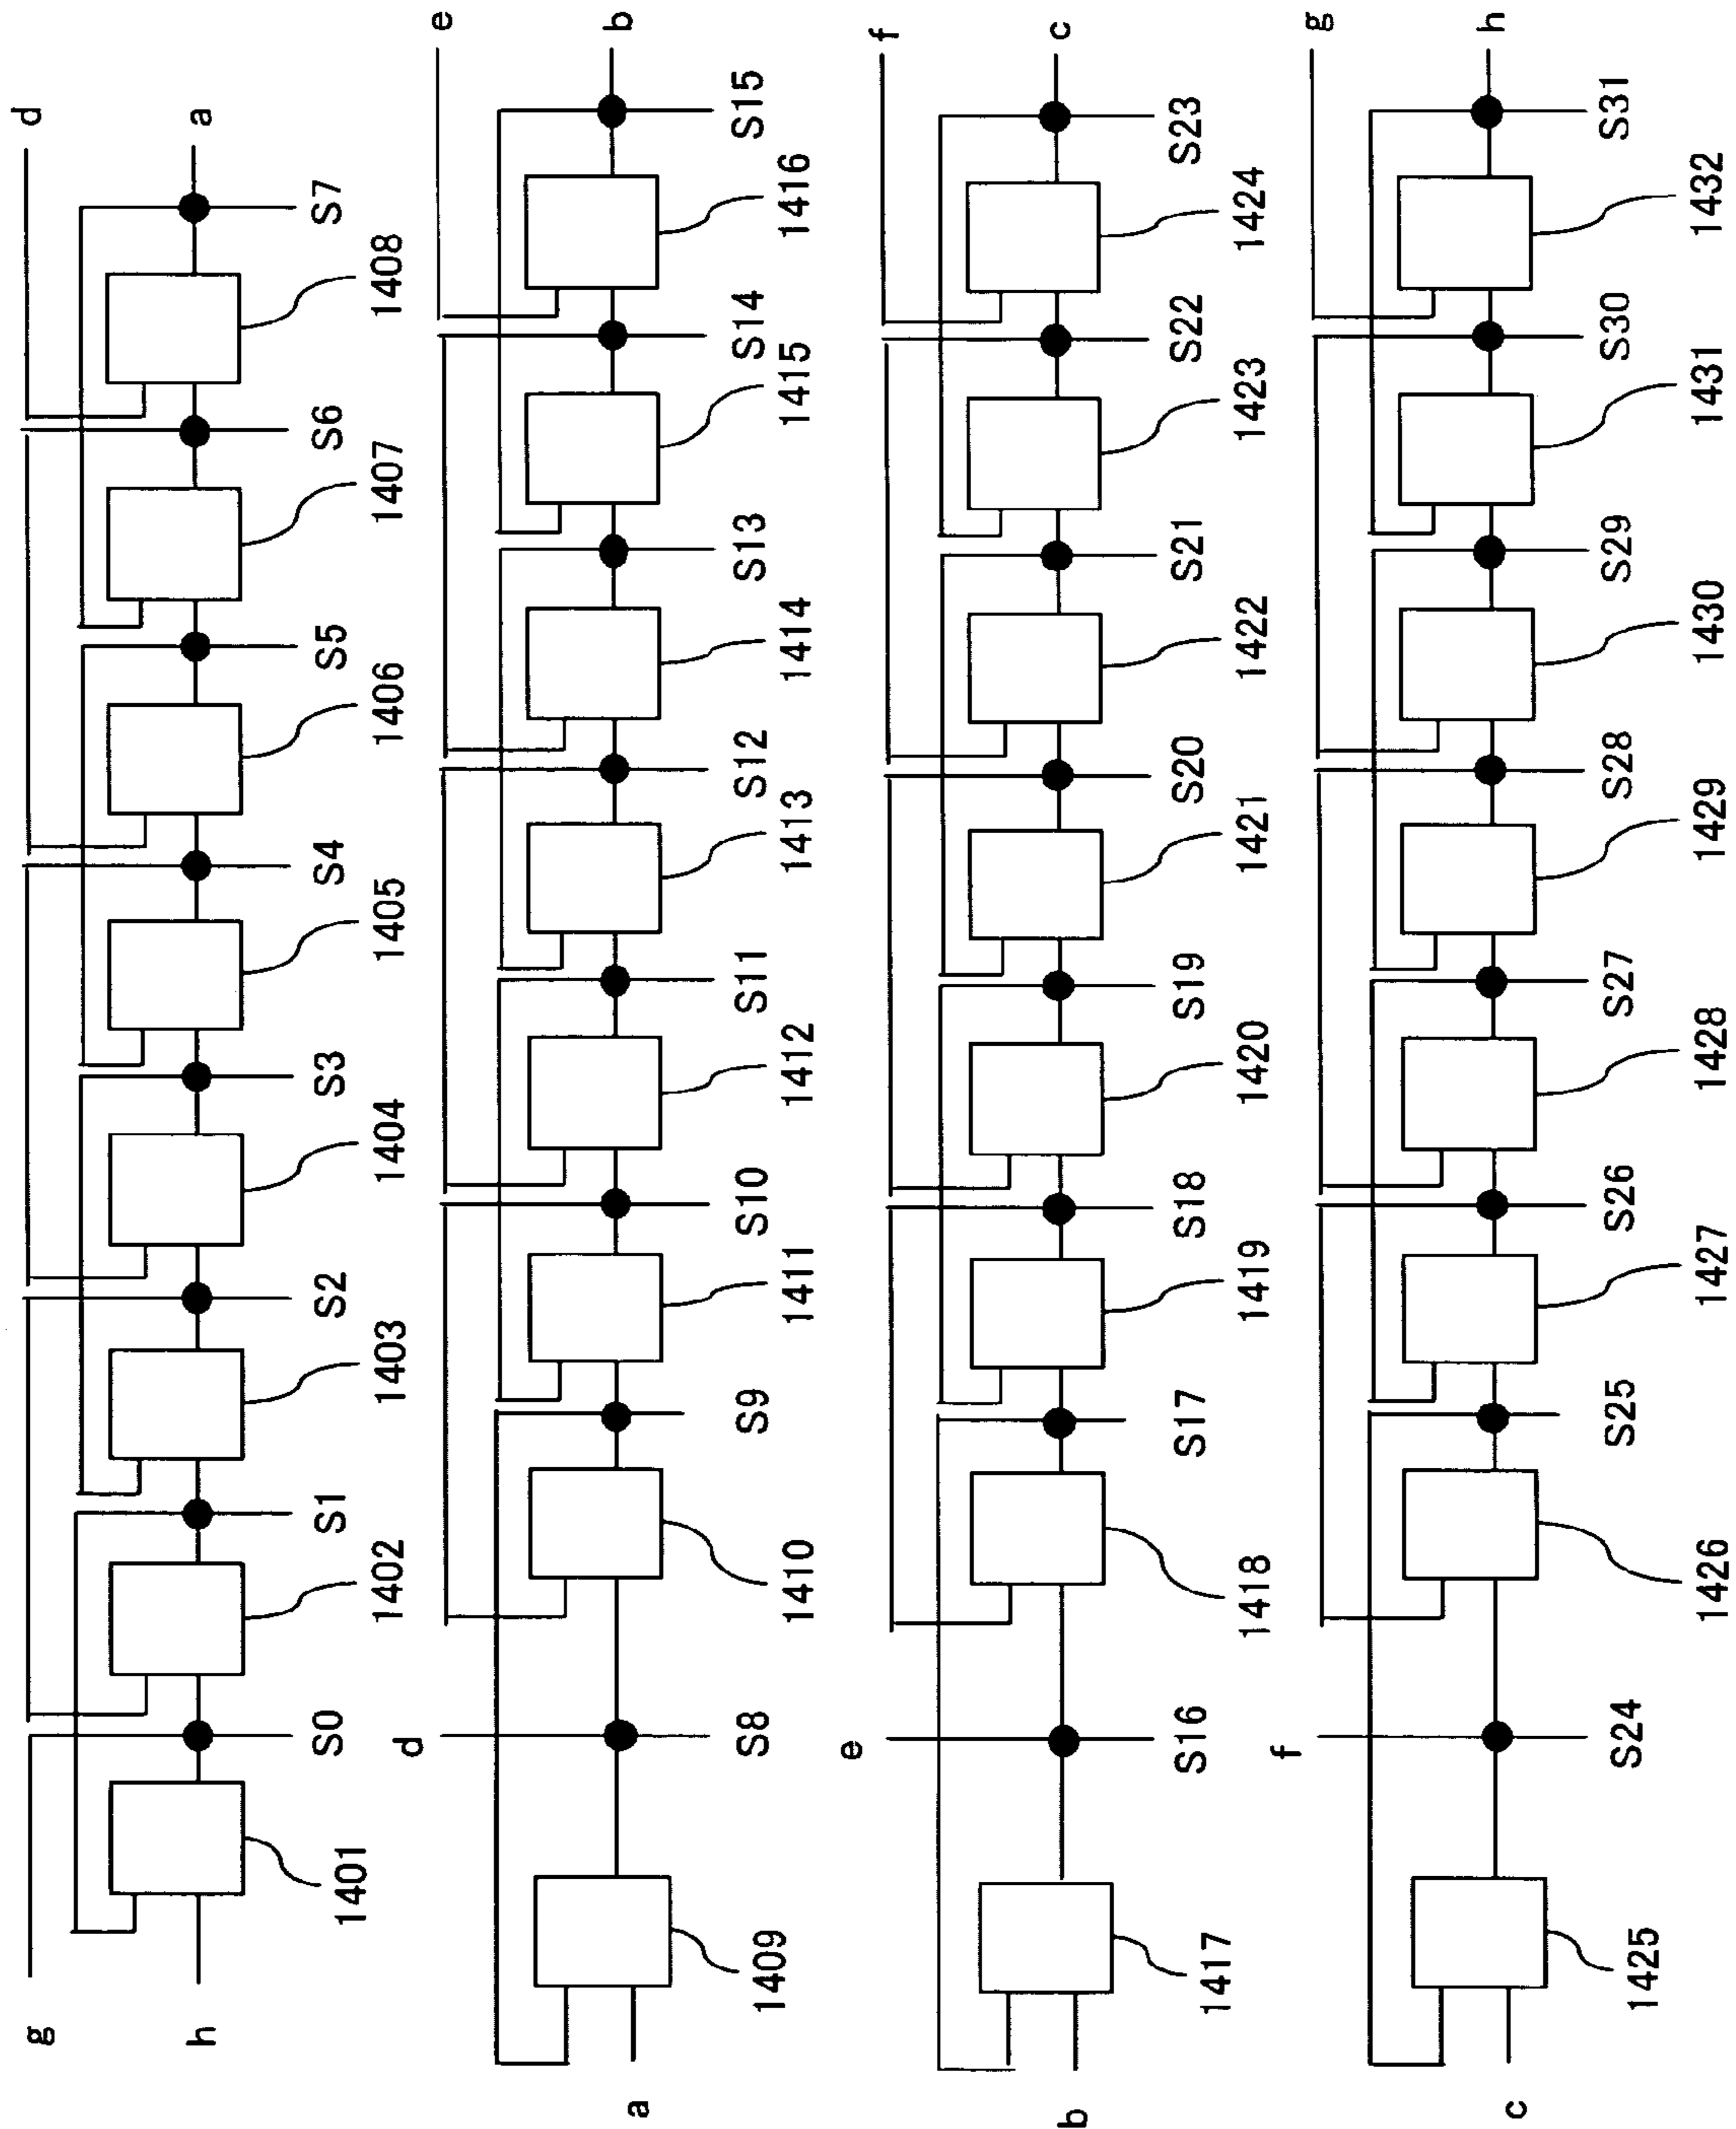 d
a
S0 S1 S2 S3 S4 S5 S6 S7
1401 1402 1403 1404 1405 1406 1407 1408
g
h
e
b
d
S8 S9 S10 S11 S12 S13 S14 S15
1409 1410 1411 1412 1413 1414 1415 1416
a
f
c
e
S16 S17 S18 S19 S20 S21 S22 S23
1417 1418 1419 1420 1421 1422 1423 1424
b
g
h
f
S24 S25 S26 S27 S28 S29 S30 S31
1425 1426 1427 1428 1429 1430 1431 1432
c